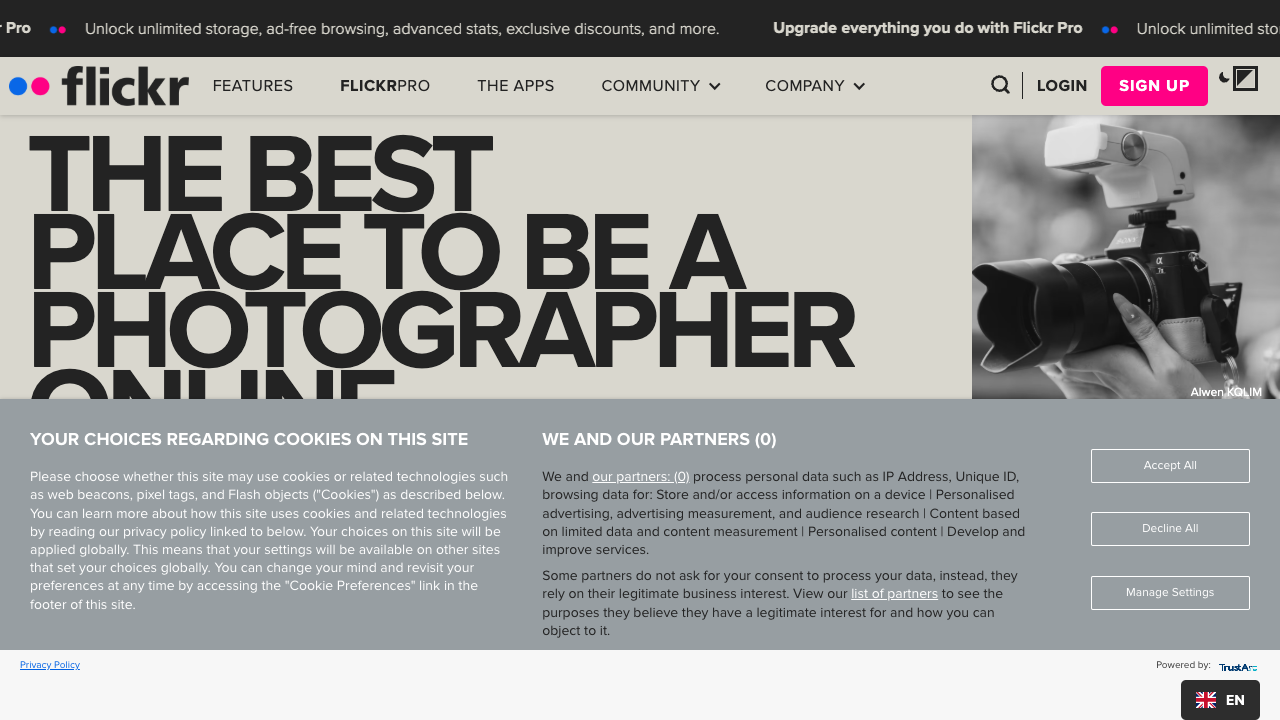 r Pro Unlock unlimited storage, ad-free browsing, advanced stats, exclusive discounts, and more. Upgrade everything you do with Flickr Pro Unlock unlimited sto
flickr FEATURES FLICKRPRO THE APPS COMMUNITY COMPANY LOGIN SIGN UP
THE BEST
PLACE TO BE A
PHOTOGRAPHER
ONLINE
Alwen KQLIM
YOUR CHOICES REGARDING COOKIES ON THIS SITE
Please choose whether this site may use cookies or related technologies such
as web beacons, pixel tags, and Flash objects ("Cookies") as described below.
You can learn more about how this site uses cookies and related technologies
by reading our privacy policy linked to below. Your choices on this site will be
applied globally. This means that your settings will be available on other sites
that set your choices globally. You can change your mind and revisit your
preferences at any time by accessing the "Cookie Preferences" link in the
footer of this site.
WE AND OUR PARTNERS (0)
We and our partners: (0) process personal data such as IP Address, Unique ID,
browsing data for: Store and/or access information on a device | Personalised
advertising, advertising measurement, and audience research | Content based
on limited data and content measurement | Personalised content | Develop and
improve services.
Some partners do not ask for your consent to process your data, instead, they
rely on their legitimate business interest. View our list of partners to see the
purposes they believe they have a legitimate interest for and how you can
object to it.
Accept All
Decline All
Manage Settings
Privacy Policy
Powered by: TrustArc
EN